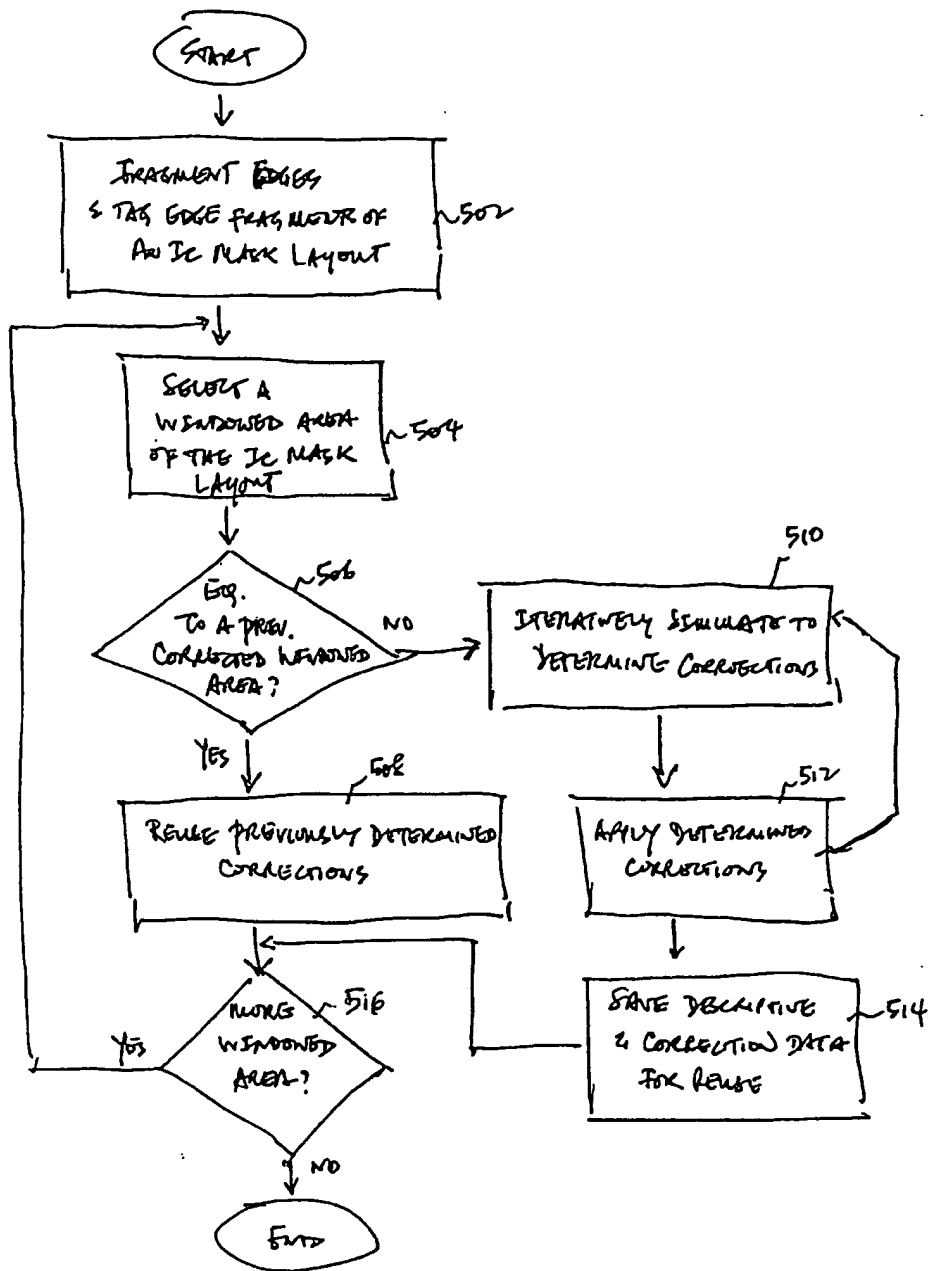 START
FRAGMENT EDGES
& TAG EDGE FRAGMENTS OF
AN IC MASK LAYOUT
502
SELECT A
WINDOWED AREA
OF THE IC MASK
LAYOUT
504
EQ.
TO A PREV.
CORRECTED WINDOWED
AREA?
506
NO
510
ITERATIVELY SIMULATE TO
DETERMINE CORRECTIONS
YES
508
REUSE PREVIOUSLY DETERMINED
CORRECTIONS
512
APPLY DETERMINED
CORRECTIONS
MORE
WINDOWED
AREA?
516
YES
SAVE DESCRIPTIVE
& CORRECTION DATA
FOR REUSE
514
NO
END